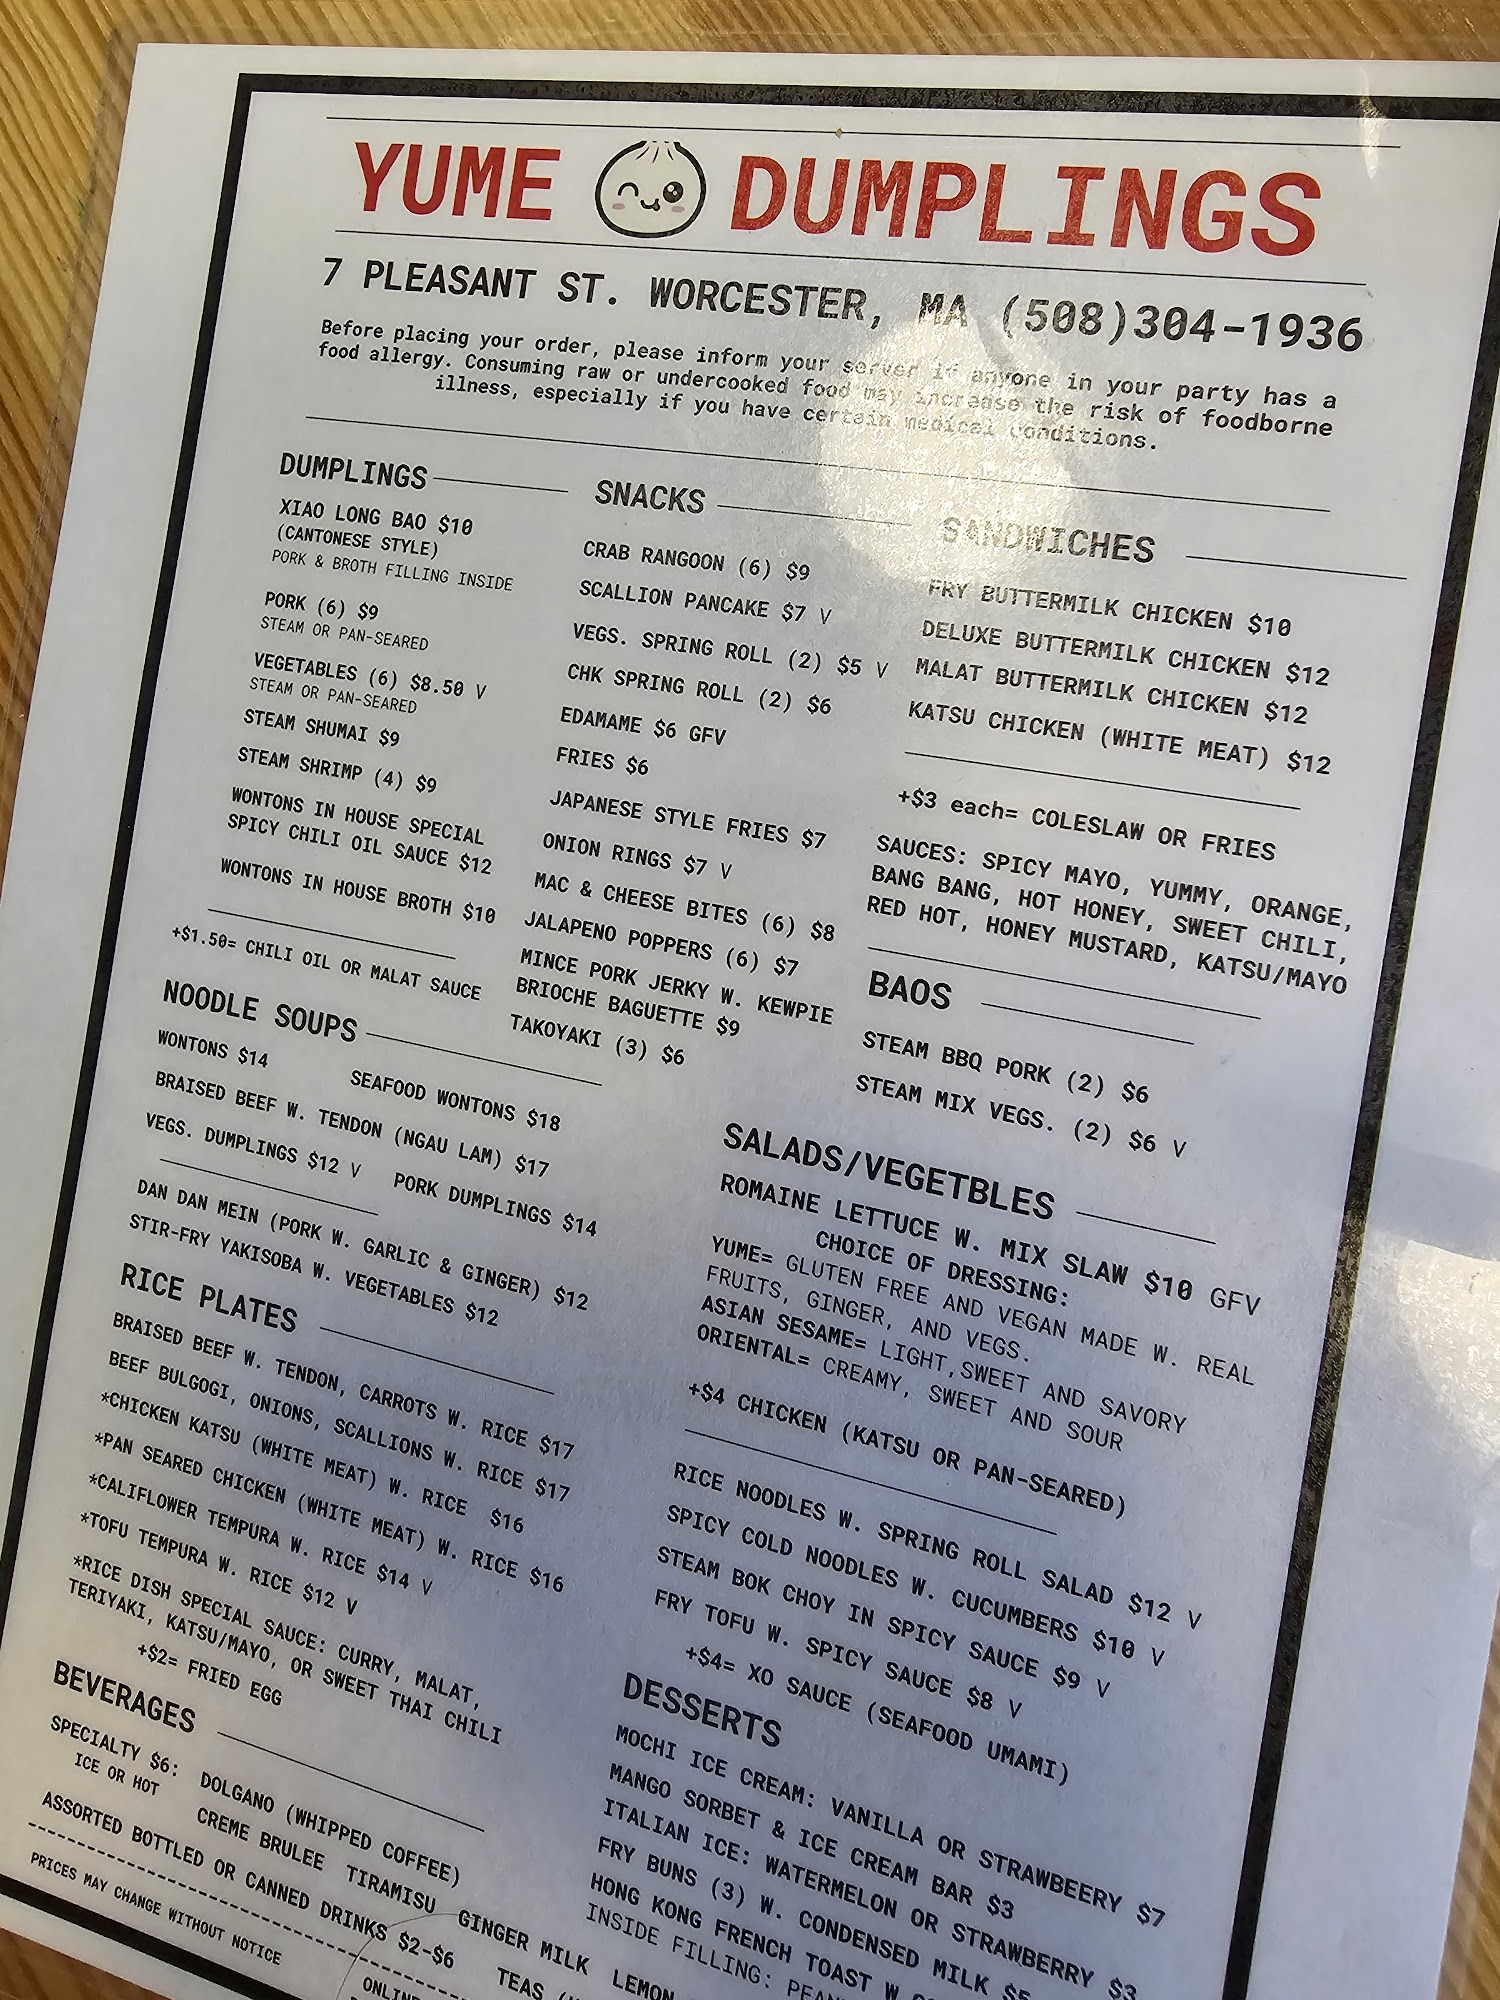 YUME DUMPLINGS
7 PLEASANT ST. WORCESTER, MA (508)304-1936
Before placing your order, please inform your server if anyone in your party has a
food allergy. Consuming raw or undercooked food may increase the risk of foodborne
illness, especially if you have certain medical conditions.
DUMPLINGS
XIAO LONG BAO $10
(CANTONESE STYLE)
PORK & BROTH FILLING INSIDE
PORK (6) $9
STEAM OR PAN-SEARED
VEGETABLES (6) $8.50 V
STEAM OR PAN-SEARED
STEAM SHUMAI $9
STEAM SHRIMP (4) $9
WONTONS IN HOUSE SPECIAL
SPICY CHILI OIL SAUCE $12
WONTONS IN HOUSE BROTH $10
+$1.50= CHILI OIL OR MALAT SAUCE
SNACKS
CRAB RANGOON (6) $9
SCALLION PANCAKE $7 V
VEGS. SPRING ROLL (2) $5 V
CHK SPRING ROLL (2) $6
EDAMAME $6 GFV
FRIES $6
JAPANESE STYLE FRIES $7
ONION RINGS $7 V
MAC & CHEESE BITES (6) $8
JALAPENO POPPERS (6) $7
MINCE PORK JERKY W. KEWPIE
BRIOCHE BAGUETTE $9
TAKOYAKI (3) $6
SANDWICHES
FRY BUTTERMILK CHICKEN $10
DELUXE BUTTERMILK CHICKEN $12
MALAT BUTTERMILK CHICKEN $12
KATSU CHICKEN (WHITE MEAT) $12
+$3 each= COLESLAW OR FRIES
SAUCES: SPICY MAYO, YUMMY, ORANGE,
BANG BANG, HOT HONEY, SWEET CHILI,
RED HOT, HONEY MUSTARD, KATSU/MAYO
BAOS
STEAM BBQ PORK (2) $6
STEAM MIX VEGS. (2) $6 V
NOODLE SOUPS
WONTONS $14 SEAFOOD WONTONS $18
BRAISED BEEF W. TENDON (NGAU LAM) $17
VEGS. DUMPLINGS $12 V PORK DUMPLINGS $14
DAN DAN MEIN (PORK W. GARLIC & GINGER) $12
STIR-FRY YAKISOBA W. VEGETABLES $12
RICE PLATES
BRAISED BEEF W. TENDON, CARROTS W. RICE $17
BEEF BULGOGI, ONIONS, SCALLIONS W. RICE $17
*CHICKEN KATSU (WHITE MEAT) W. RICE $16
*PAN SEARED CHICKEN (WHITE MEAT) W. RICE $16
*CALIFLOWER TEMPURA W. RICE $14 V
*TOFU TEMPURA W. RICE $12 V
*RICE DISH SPECIAL SAUCE: CURRY, MALAT,
TERIYAKI, KATSU/MAYO, OR SWEET THAI CHILI
+$2= FRIED EGG
SALADS/VEGETBLES
ROMAINE LETTUCE W. MIX SLAW $10 GFV
CHOICE OF DRESSING:
YUME= GLUTEN FREE AND VEGAN MADE W. REAL
FRUITS, GINGER, AND VEGS.
ASIAN SESAME= LIGHT,SWEET AND SAVORY
ORIENTAL= CREAMY, SWEET AND SOUR
+$4 CHICKEN (KATSU OR PAN-SEARED)
RICE NOODLES W. SPRING ROLL SALAD $12 V
SPICY COLD NOODLES W. CUCUMBERS $10 V
STEAM BOK CHOY IN SPICY SAUCE $9 V
FRY TOFU W. SPICY SAUCE $8 V
+$4= XO SAUCE (SEAFOOD UMAMI)
BEVERAGES
SPECIALTY $6: DOLGANO (WHIPPED COFFEE)
ICE OR HOT CREME BRULEE TIRAMISU GINGER MILK LEMON
ASSORTED BOTTLED OR CANNED DRINKS $2-$6 TEAS
PRICES MAY CHANGE WITHOUT NOTICE
DESSERTS
MOCHI ICE CREAM: VANILLA OR STRAWBEERY $7
MANGO SORBET & ICE CREAM BAR $3
ITALIAN ICE: WATERMELON OR STRAWBERRY $3
FRY BUNS (3) W. CONDENSED MILK $5
HONG KONG FRENCH TOAST W
INSIDE FILLING: